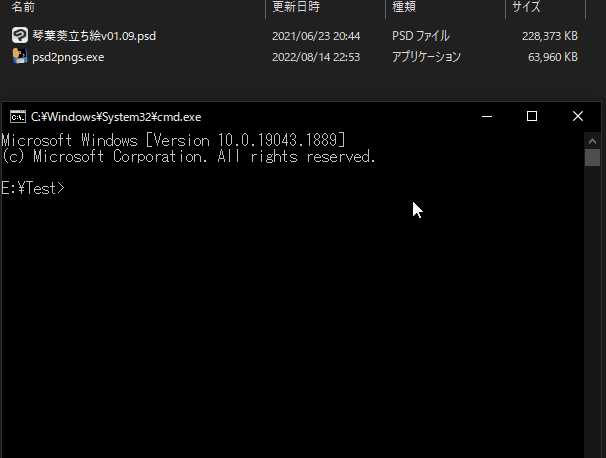 名前 更新日時 種類 サイズ
琴葉葵立ち絵v01.09.psd 2021/06/23 20:44 PSD ファイル 228,373 KB
psd2pngs.exe 2022/08/14 22:53 アプリケーション 63,960 KB
C:¥Windows¥System32¥cmd.exe
Microsoft Windows [Version 10.0.19043.1889]
(c) Microsoft Corporation. All rights reserved.
E:¥Test>